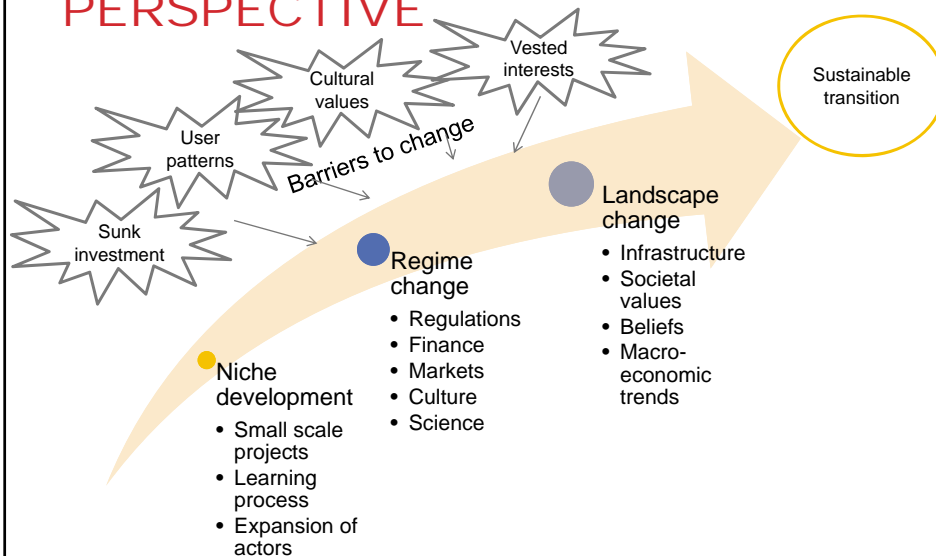 PERSPECTIVE
Vested
interests
Cultural
values
User
patterns
Sunk
investment
Barriers to change
Sustainable
transition
Niche
development
• Small scale
projects
• Learning
process
• Expansion of
actors
Regime
change
• Regulations
• Finance
• Markets
• Culture
• Science
Landscape
change
• Infrastructure
• Societal
values
• Beliefs
• Macro-
economic
trends